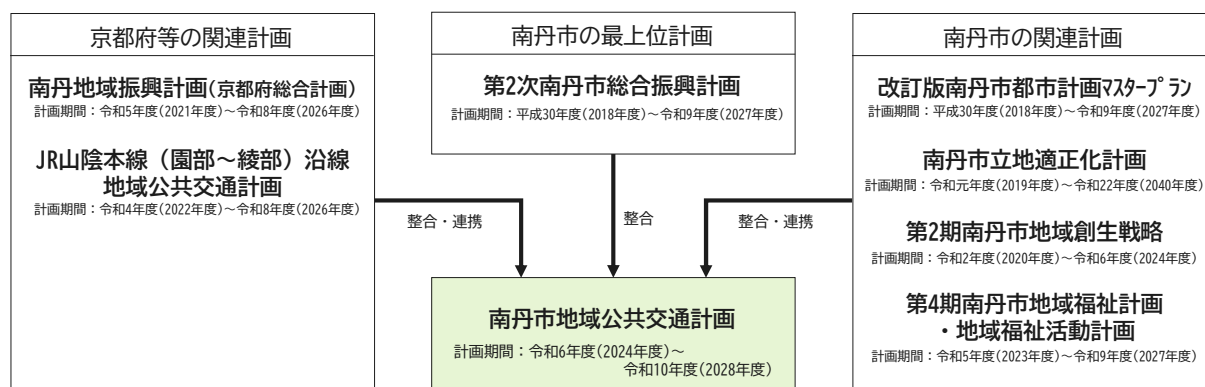 京都府等の関連計画
南丹地域振興計画(京都府総合計画)
計画期間：令和5年度(2021年度)～令和8年度(2026年度)
JR山陰本線（園部～綾部）沿線
地域公共交通計画
計画期間：令和4年度(2022年度)～令和8年度(2026年度)
南丹市の最上位計画
第2次南丹市総合振興計画
計画期間：平成30年度(2018年度)～令和9年度(2027年度)
南丹市の関連計画
改訂版南丹市都市計画ﾏｽﾀｰﾌﾟﾗﾝ
計画期間：平成30年度(2018年度)～令和9年度(2027年度)
南丹市立地適正化計画
計画期間：令和元年度(2019年度)～令和22年度(2040年度)
第2期南丹市地域創生戦略
計画期間：令和2年度(2020年度)～令和6年度(2024年度)
第4期南丹市地域福祉計画
・地域福祉活動計画
計画期間：令和5年度(2023年度)～令和9年度(2027年度)
整合・連携
整合
整合・連携
南丹市地域公共交通計画
計画期間：令和6年度(2024年度)～
令和10年度(2028年度)